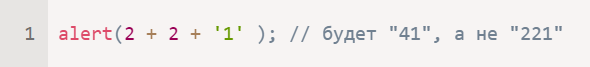 1 alert(2 + 2 + '1' ); // будет "41", а не "221"